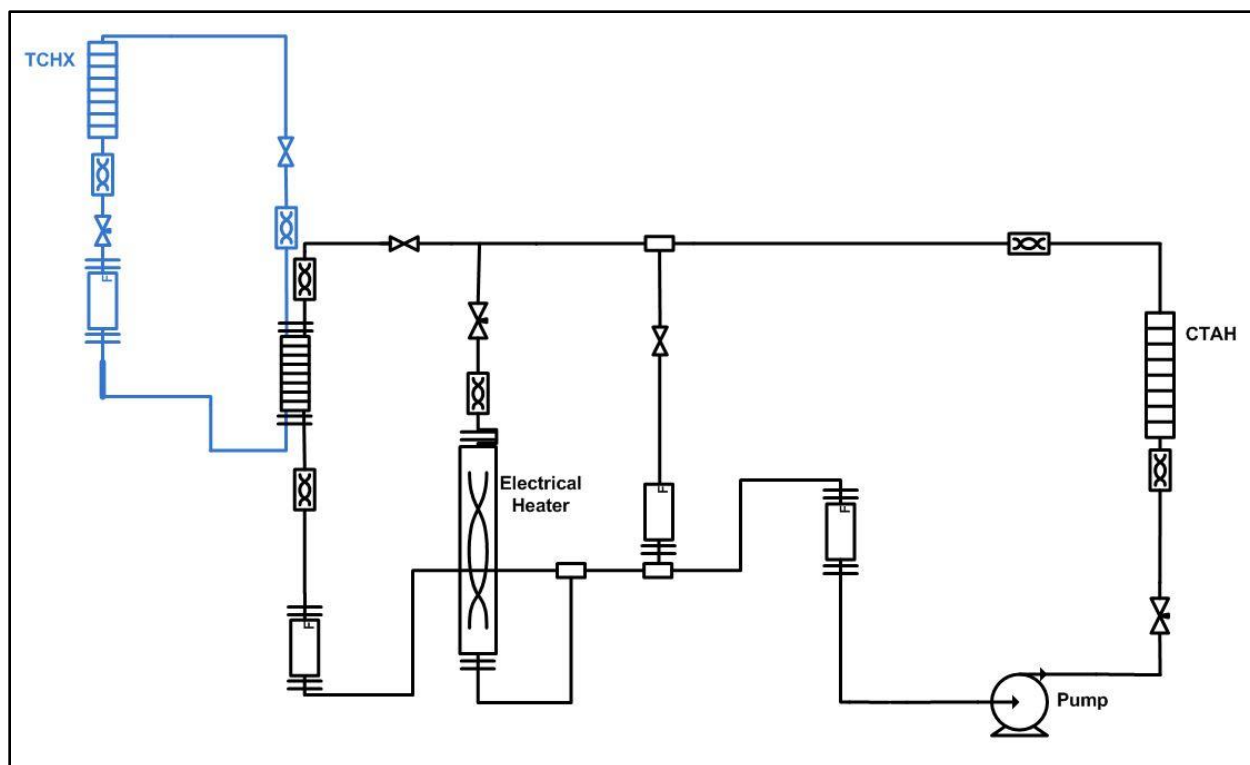 TCHX
F
CTAH
Electrical
Heater
F
F
F
Pump